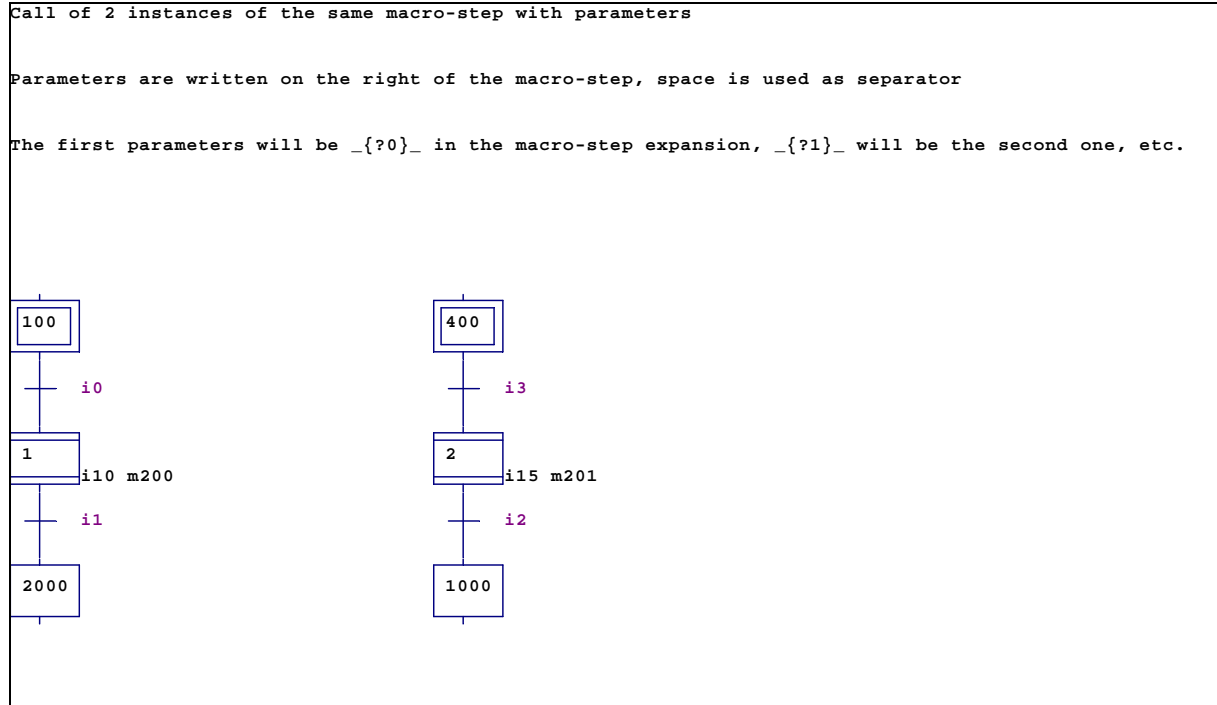 Call of 2 instances of the same macro-step with parameters
Parameters are written on the right of the macro-step, space is used as separator
The first parameters will be _{?0}_ in the macro-step expansion, _{?1}_ will be the second one, etc.
100
400
i0
i3
1
2
i10 m200
i15 m201
i1
i2
2000
1000